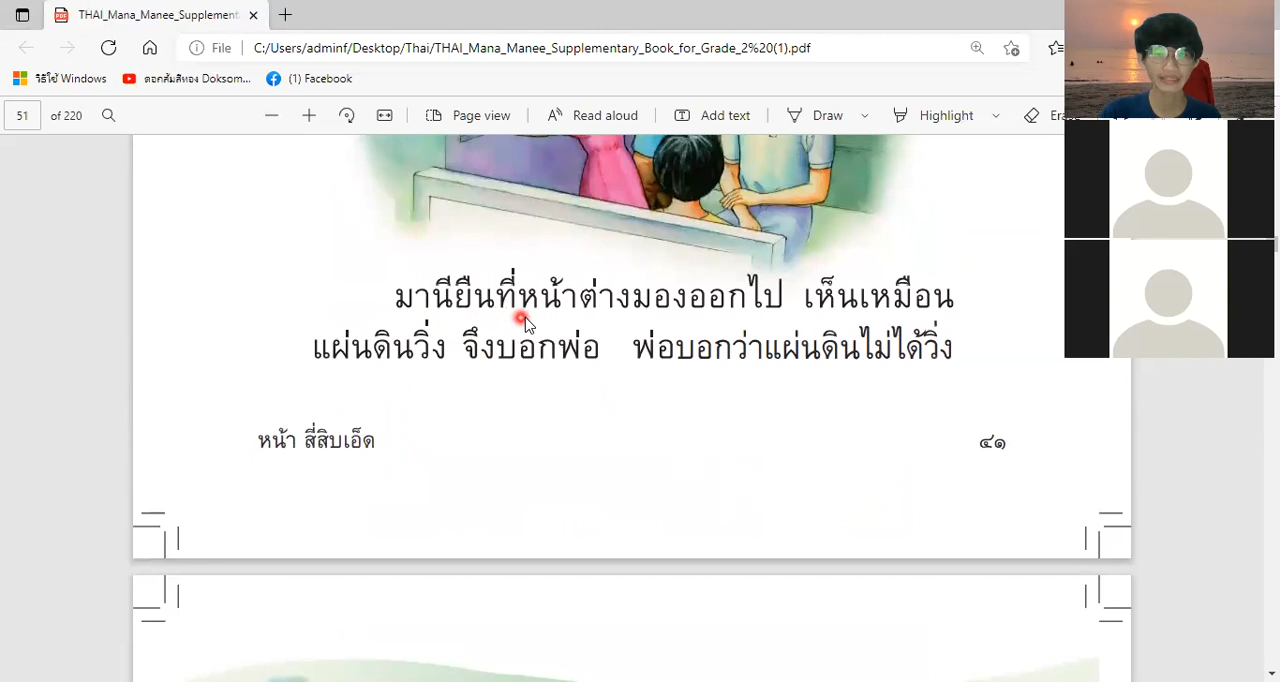 THAI_Mana_Manee_Supplement
File
C:/Users/adminf/Desktop/Thai/THAI_Mana_Manee_Supplementary_Book_for_Grade_2%20(1).pdf
วิธีใช้ Windows
ดอกส้มสีทอง Doksom...
(1) Facebook
51 of 220
Page view
Read aloud
Add text
Draw
Highlight
มานียืนที่หน้าต่างมองออกไป เห็นเหมือน
แผ่นดินวิ่ง จึงบอกพ่อ พ่อบอกว่าแผ่นดินไม่ได้วิ่ง
หน้า สี่สิบเอ็ด
๔๑